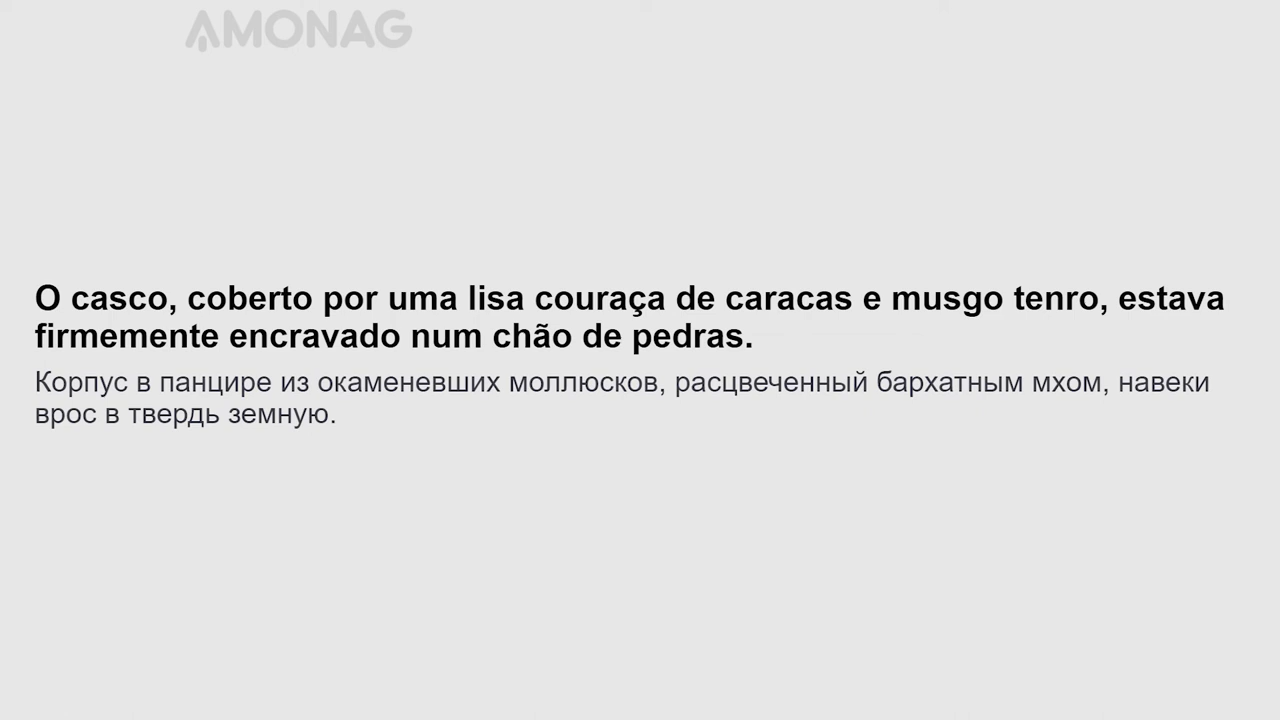 AMONAG
O casco, coberto por uma lisa couraça de caracas e musgo tenro, estava
firmemente encravado num chão de pedras.
Корпус в панцире из окаменевших моллюсков, расцвеченный бархатным мхом, навеки
врос в твердь земную.